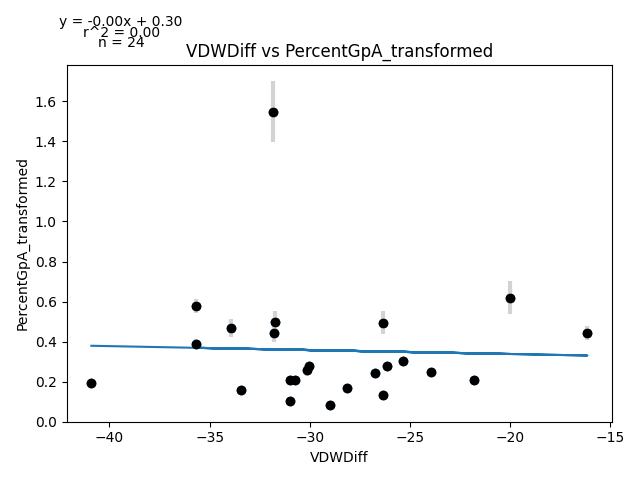 y = -0.00x + 0.30
r^2 = 0.00
n = 24
VDWDiff vs PercentGpA_transformed
PercentGpA_transformed
1.6
1.4
1.2
1.0
0.8
0.6
0.4
0.2
0.0
−40 −35 −30 −25 −20 −15
VDWDiff